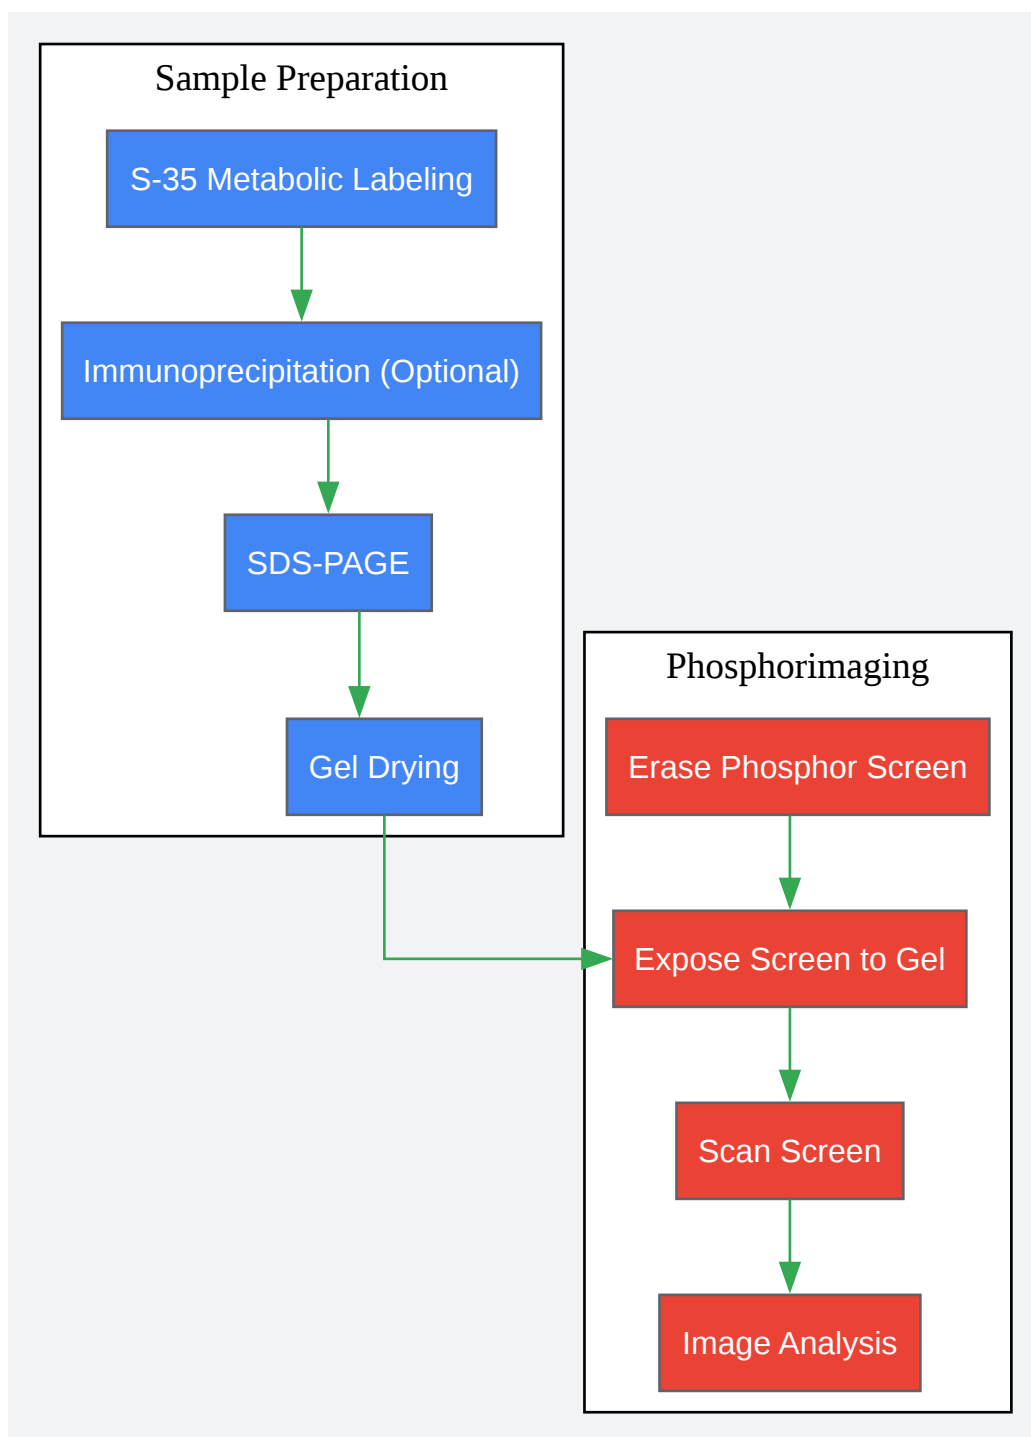 Sample Preparation
S-35 Metabolic Labeling
Immunoprecipitation (Optional)
SDS-PAGE
Gel Drying
Phosphorimaging
Erase Phosphor Screen
Expose Screen to Gel
Scan Screen
Image Analysis